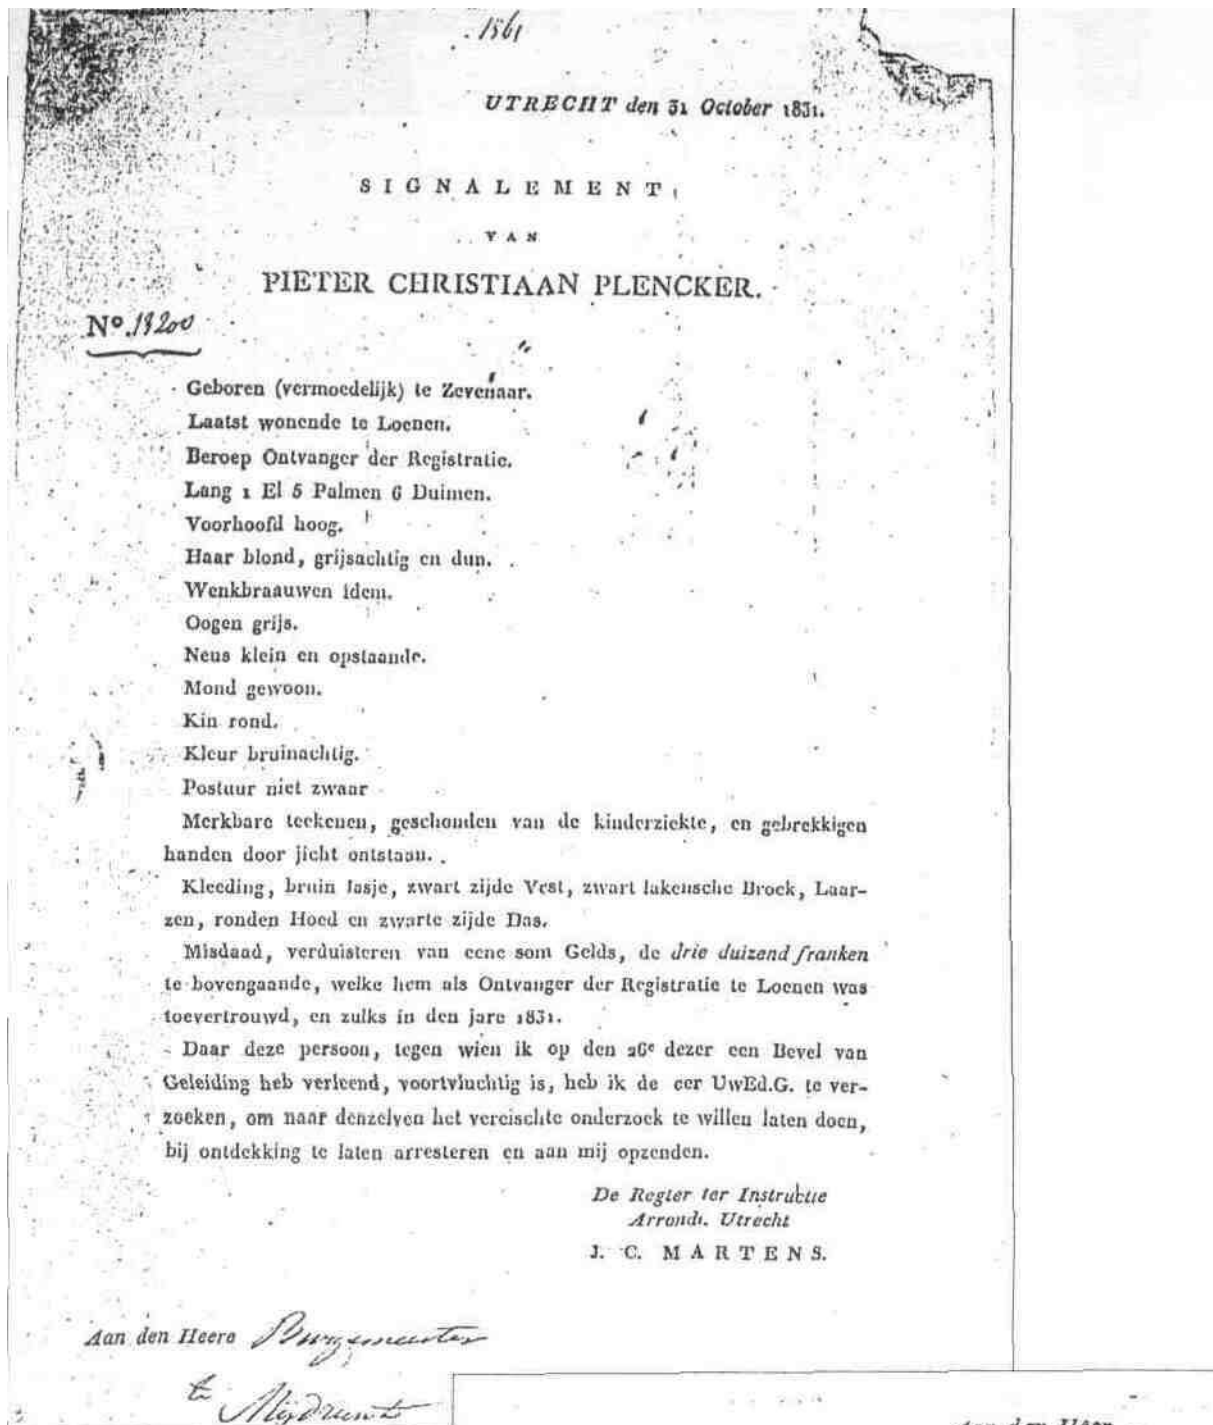 1561
UTRECHT den 31 October 1831.
SIGNALEMENT
VAN
PIETER CHRISTIAAN PLENCKER.
No. 19200
Geboren (vermoedelijk) te Zevenaar.
Laatst wonende te Loenen.
Beroep Ontvanger der Registratie.
Lang 1 El 5 Palmen 6 Duimen.
Voorhoofd hoog.
Haar blond, grijsachtig en dun.
Wenkbraauwen idem.
Oogen grijs.
Neus klein en opstaande.
Mond gewoon.
Kin rond.
Kleur bruinachtig.
Postuur niet zwaar
Merkbare teekenen, geschonden van de kinderziekte, en gebrekkigen
handen door jicht ontstaan.
Kleeding, bruin Jasje, zwart zijde Vest, zwart lakensche Broek, Laar-
zen, ronden Hoed en zwarte zijde Das.
Misdaad, verduisteren van eene som Gelds, de drie duizend franken
te bovengaande, welke hem als Ontvanger der Registratie te Loenen was
toevertrouwd, en zulks in den jare 1831.
Daar deze persoon, tegen wien ik op den 26e dezer een Bevel van
Geleiding heb verleend, voortvluchtig is, heb ik de eer UwEd.G. te ver-
zoeken, om naar denzelven het vereischte onderzoek te willen laten doen,
bij ontdekking te laten arresteren en aan mij opzenden.
De Regter ter Instruktie
Arrondt. Utrecht
J. C. MARTENS.
Aan den Heere Burgemeester
te Mijdrecht
Aan den Heer